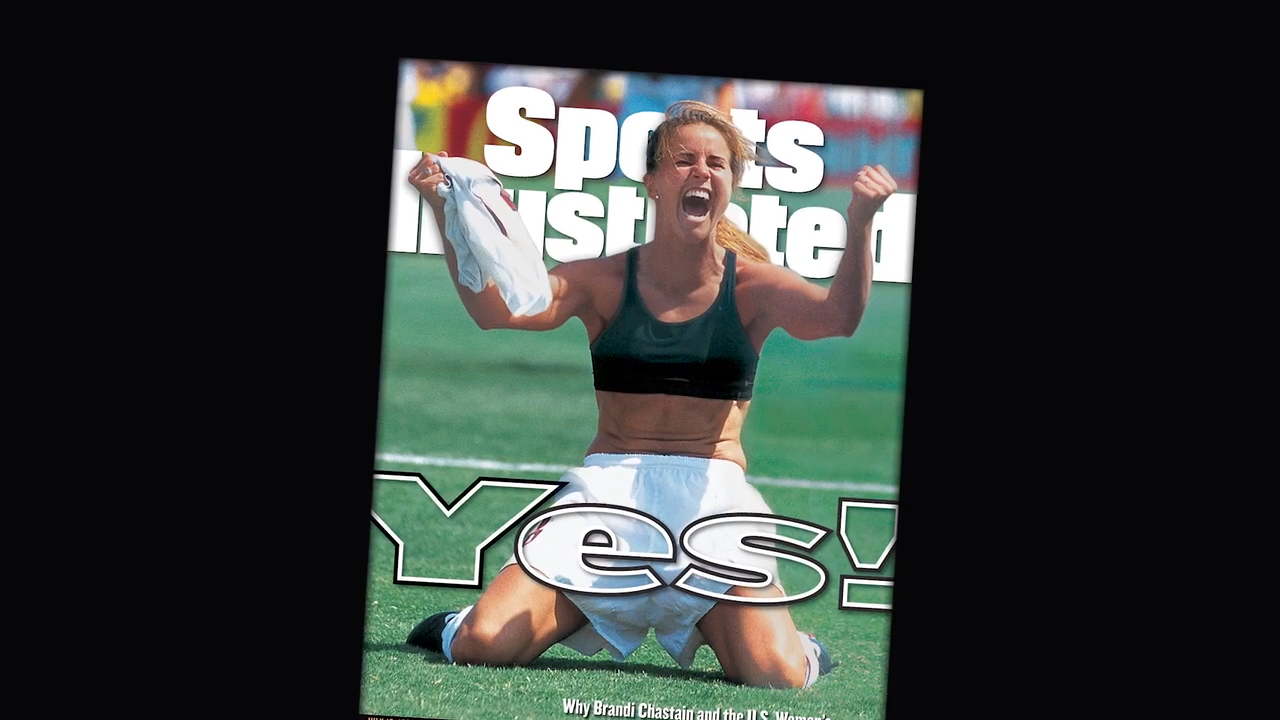 Sports
Illustrated
Yes!
Why Brandi Chastain and the U.S. Women's